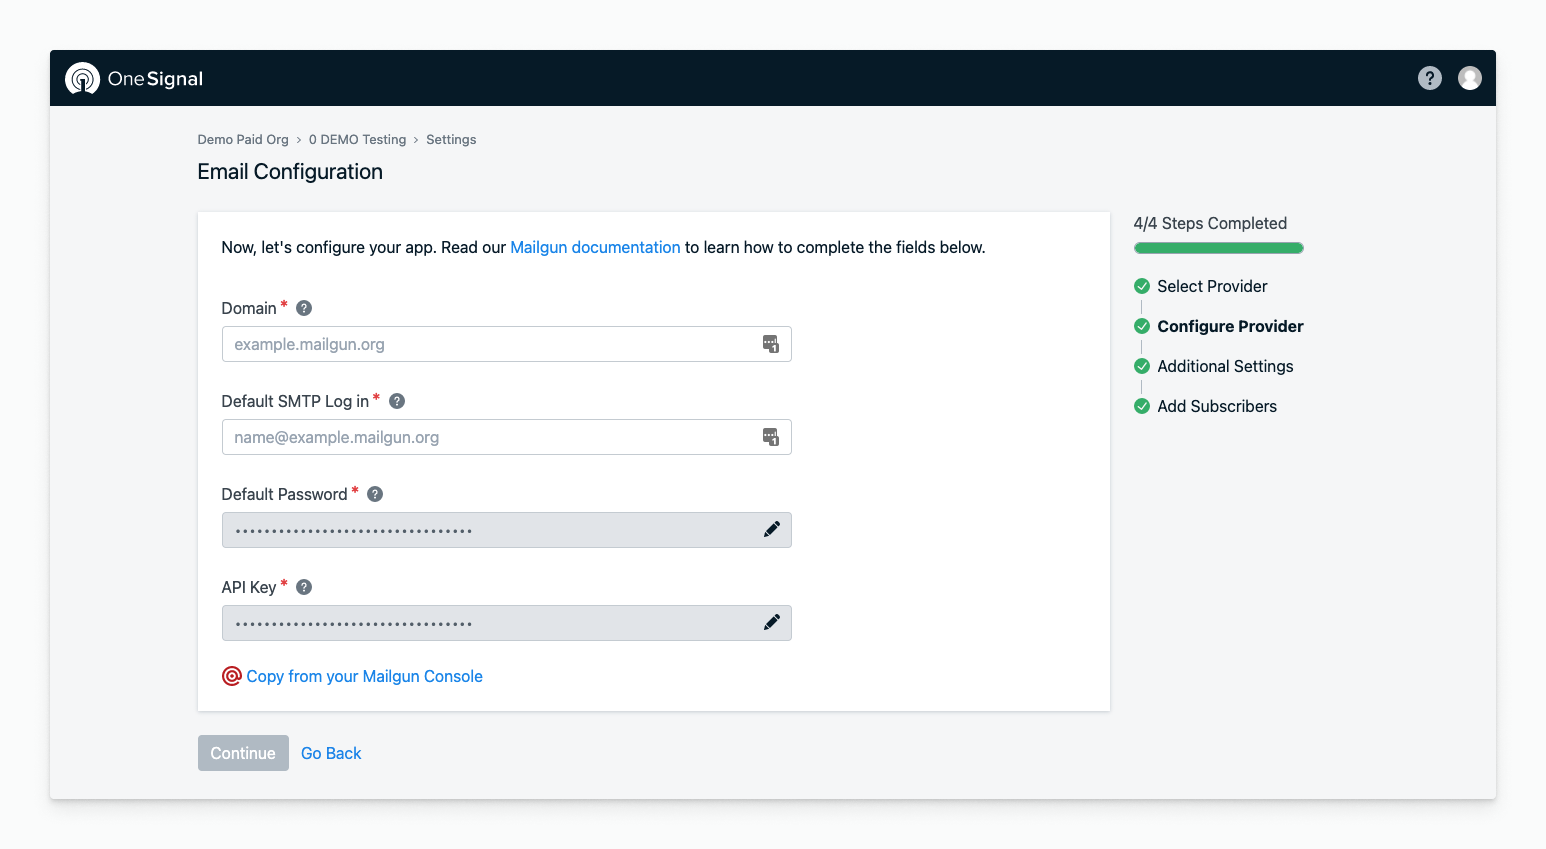 OneSignal
?
Demo Paid Org > 0 DEMO Testing > Settings
Email Configuration
Now, let's configure your app. Read our Mailgun documentation to learn how to complete the fields below.
Domain * ?
example.mailgun.org
1
Default SMTP Log in * ?
name@example.mailgun.org
1
Default Password * ?
•••••••••••••••••••••••••••••••••
API Key * ?
•••••••••••••••••••••••••••••••••
Copy from your Mailgun Console
Continue
Go Back
4/4 Steps Completed
Select Provider
Configure Provider
Additional Settings
Add Subscribers